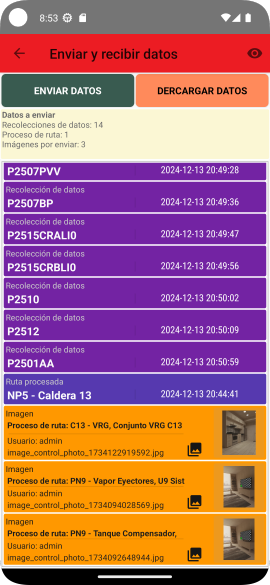 8:53
Enviar y recibir datos
ENVIAR DATOS
DERCARGAR DATOS
Datos a enviar
Recolecciones de datos: 14
Proceso de ruta: 1
Imágenes por enviar: 3
P2507PVV 2024-12-13 20:49:28
Recolección de datos
P2507BP 2024-12-13 20:49:36
Recolección de datos
P2515CRALI0 2024-12-13 20:49:47
Recolección de datos
P2515CRBLI0 2024-12-13 20:49:56
Recolección de datos
P2510 2024-12-13 20:50:02
Recolección de datos
P2512 2024-12-13 20:50:09
Recolección de datos
P2501AA 2024-12-13 20:50:59
Ruta procesada
NP5 - Caldera 13 2024-12-13 20:44:41
Imagen
Proceso de ruta: C13 - VRG, Conjunto VRG C13
Usuario: admin
image_control_photo_1734122919592.jpg
Imagen
Proceso de ruta: PN9 - Vapor Eyectores, U9 Sist
Usuario: admin
image_control_photo_1734094028569.jpg
Imagen
Proceso de ruta: PN9 - Tanque Compensador,
Usuario: admin
image_control_photo_1734092648944.jpg